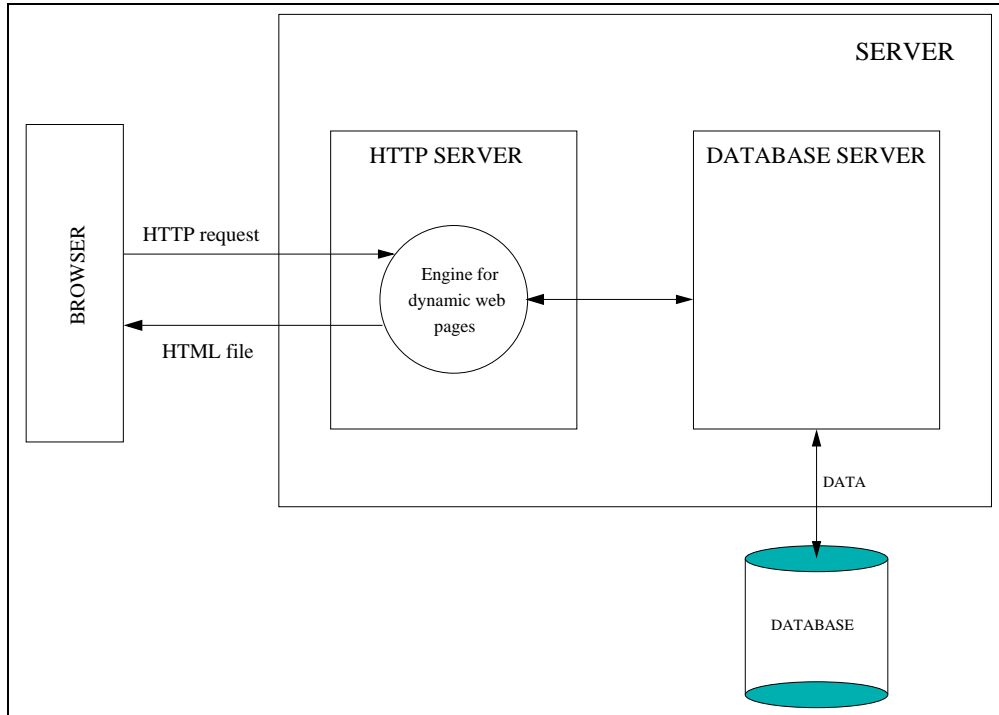 SERVER
HTTP SERVER
DATABASE SERVER
BROWSER
HTTP request
Engine for
dynamic web
pages
HTML file
DATA
DATABASE